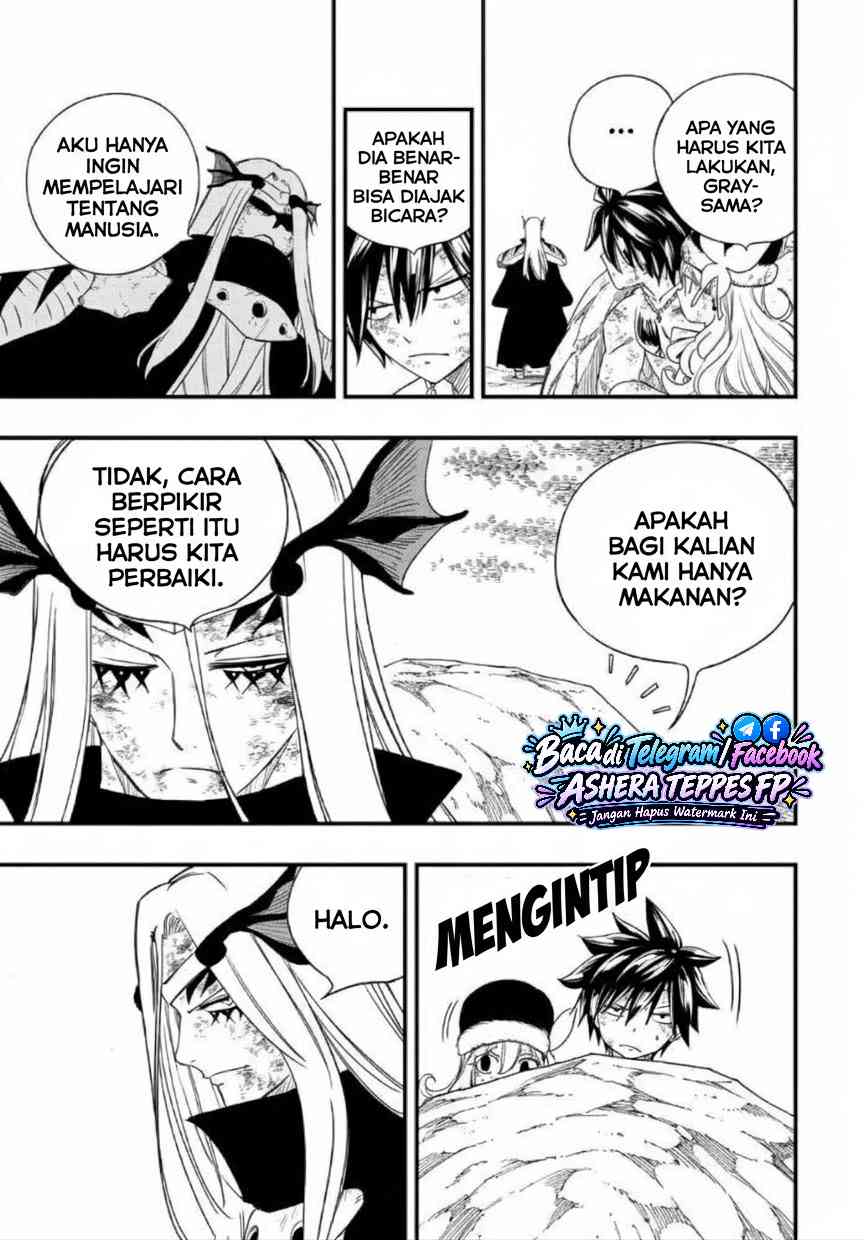 APA YANG
HARUS KITA
LAKUKAN,
GRAY-
SAMA?
...
APAKAH
DIA BENAR-
BENAR
BISA DIAJAK
BICARA?
AKU HANYA
INGIN
MEMPELAJARI
TENTANG
MANUSIA.
APAKAH
BAGI KALIAN
KAMI HANYA
MAKANAN?
TIDAK, CARA
BERPIKIR
SEPERTI ITU
HARUS KITA
PERBAIKI.
Baca di Telegram/Facebook
ASHERA TEPPES FP
Jangan Hapus Watermark Ini
MENGINTIP
HALO.